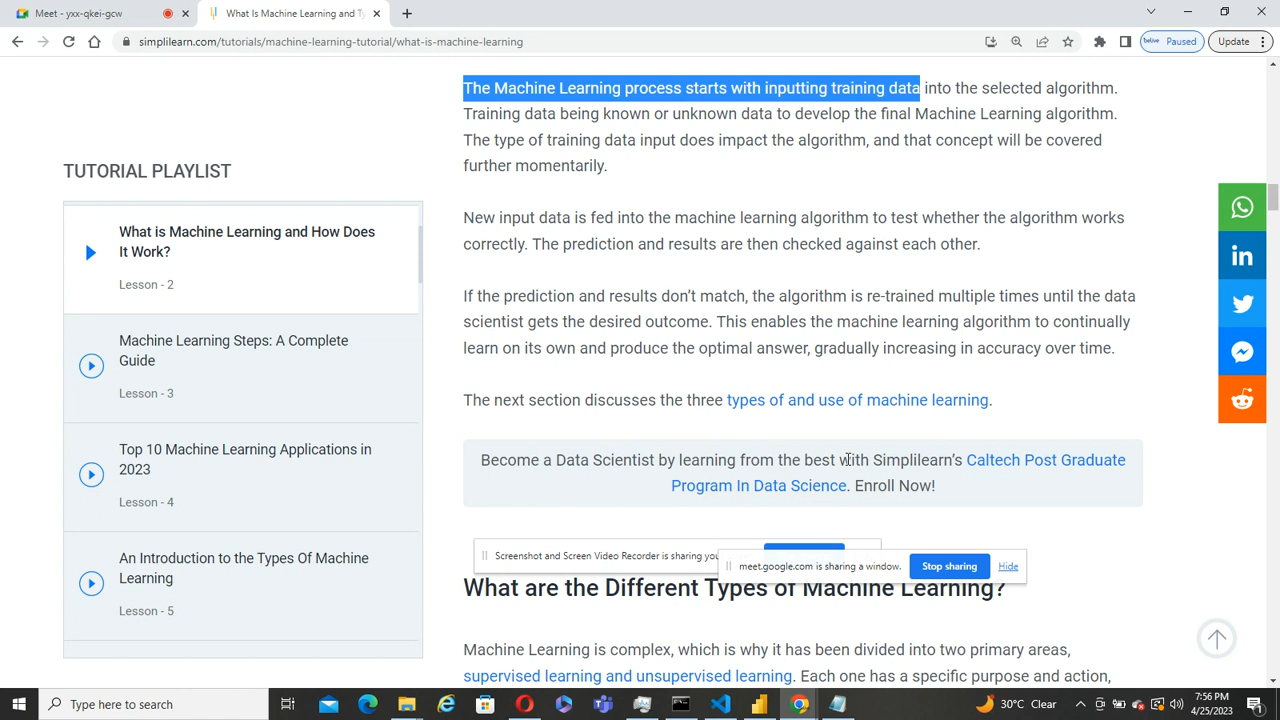 Meet - yxx-qkei-gcw
What Is Machine Learning and Ty
simplilearn.com/tutorials/machine-learning-tutorial/what-is-machine-learning
belive Paused
Update
The Machine Learning process starts with inputting training data into the selected algorithm.
Training data being known or unknown data to develop the final Machine Learning algorithm.
The type of training data input does impact the algorithm, and that concept will be covered
further momentarily.
TUTORIAL PLAYLIST
What is Machine Learning and How Does
It Work?
Lesson - 2
Machine Learning Steps: A Complete
Guide
Lesson - 3
Top 10 Machine Learning Applications in
2023
Lesson - 4
An Introduction to the Types Of Machine
Learning
Lesson - 5
New input data is fed into the machine learning algorithm to test whether the algorithm works
correctly. The prediction and results are then checked against each other.
If the prediction and results don’t match, the algorithm is re-trained multiple times until the data
scientist gets the desired outcome. This enables the machine learning algorithm to continually
learn on its own and produce the optimal answer, gradually increasing in accuracy over time.
The next section discusses the three types of and use of machine learning.
Become a Data Scientist by learning from the best with Simplilearn’s Caltech Post Graduate
Program In Data Science. Enroll Now!
Screenshot and Screen Video Recorder is sharing you
meet.google.com is sharing a window.
Stop sharing
Hide
What are the Different Types of Machine Learning?
Machine Learning is complex, which is why it has been divided into two primary areas,
supervised learning and unsupervised learning. Each one has a specific purpose and action,
Type here to search
30°C Clear
7:56 PM
4/25/2023